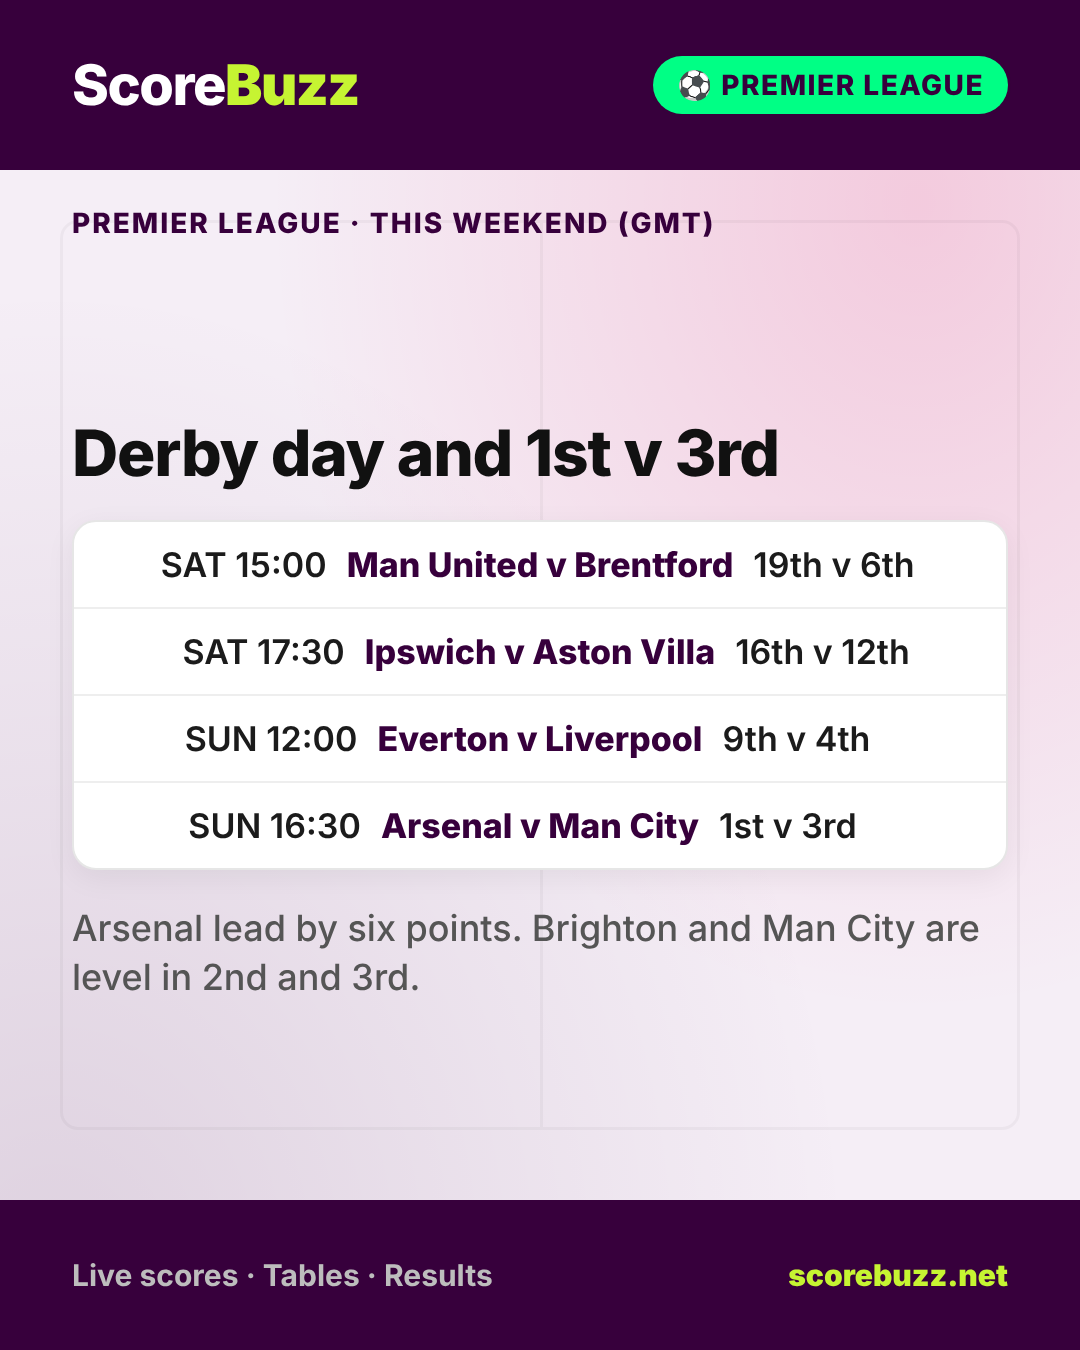 ScoreBuzz
⚽ PREMIER LEAGUE
PREMIER LEAGUE · THIS WEEKEND (GMT)
Derby day and 1st v 3rd
SAT 15:00 Man United v Brentford 19th v 6th
SAT 17:30 Ipswich v Aston Villa 16th v 12th
SUN 12:00 Everton v Liverpool 9th v 4th
SUN 16:30 Arsenal v Man City 1st v 3rd
Arsenal lead by six points. Brighton and Man City are
level in 2nd and 3rd.
Live scores · Tables · Results
scorebuzz.net